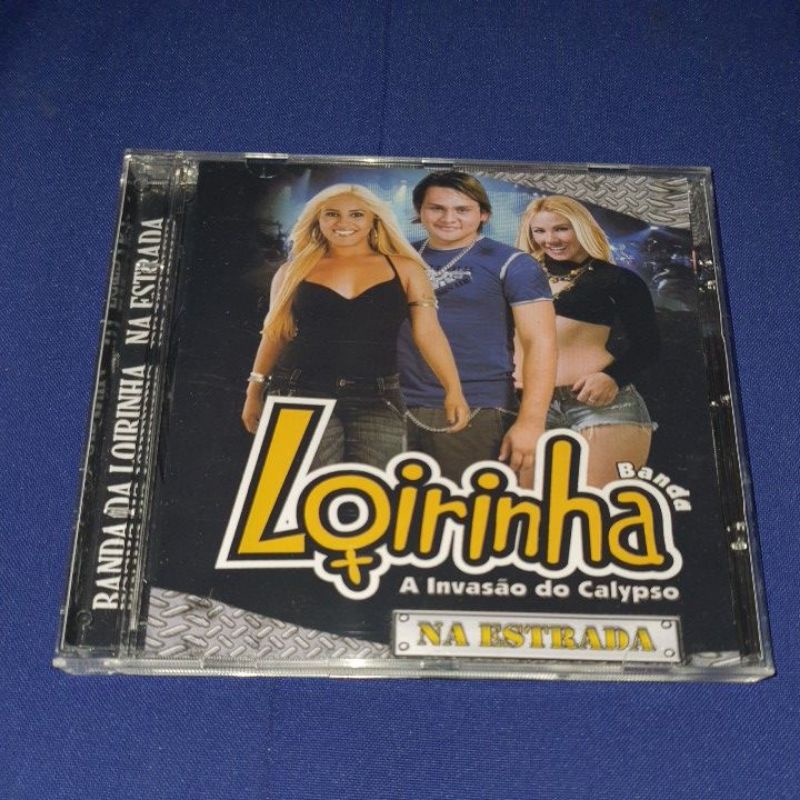 BANDA DA LOIRINHA NA ESTRADA
Loirinha
Banda
A Invasão do Calypso
NA ESTRADA